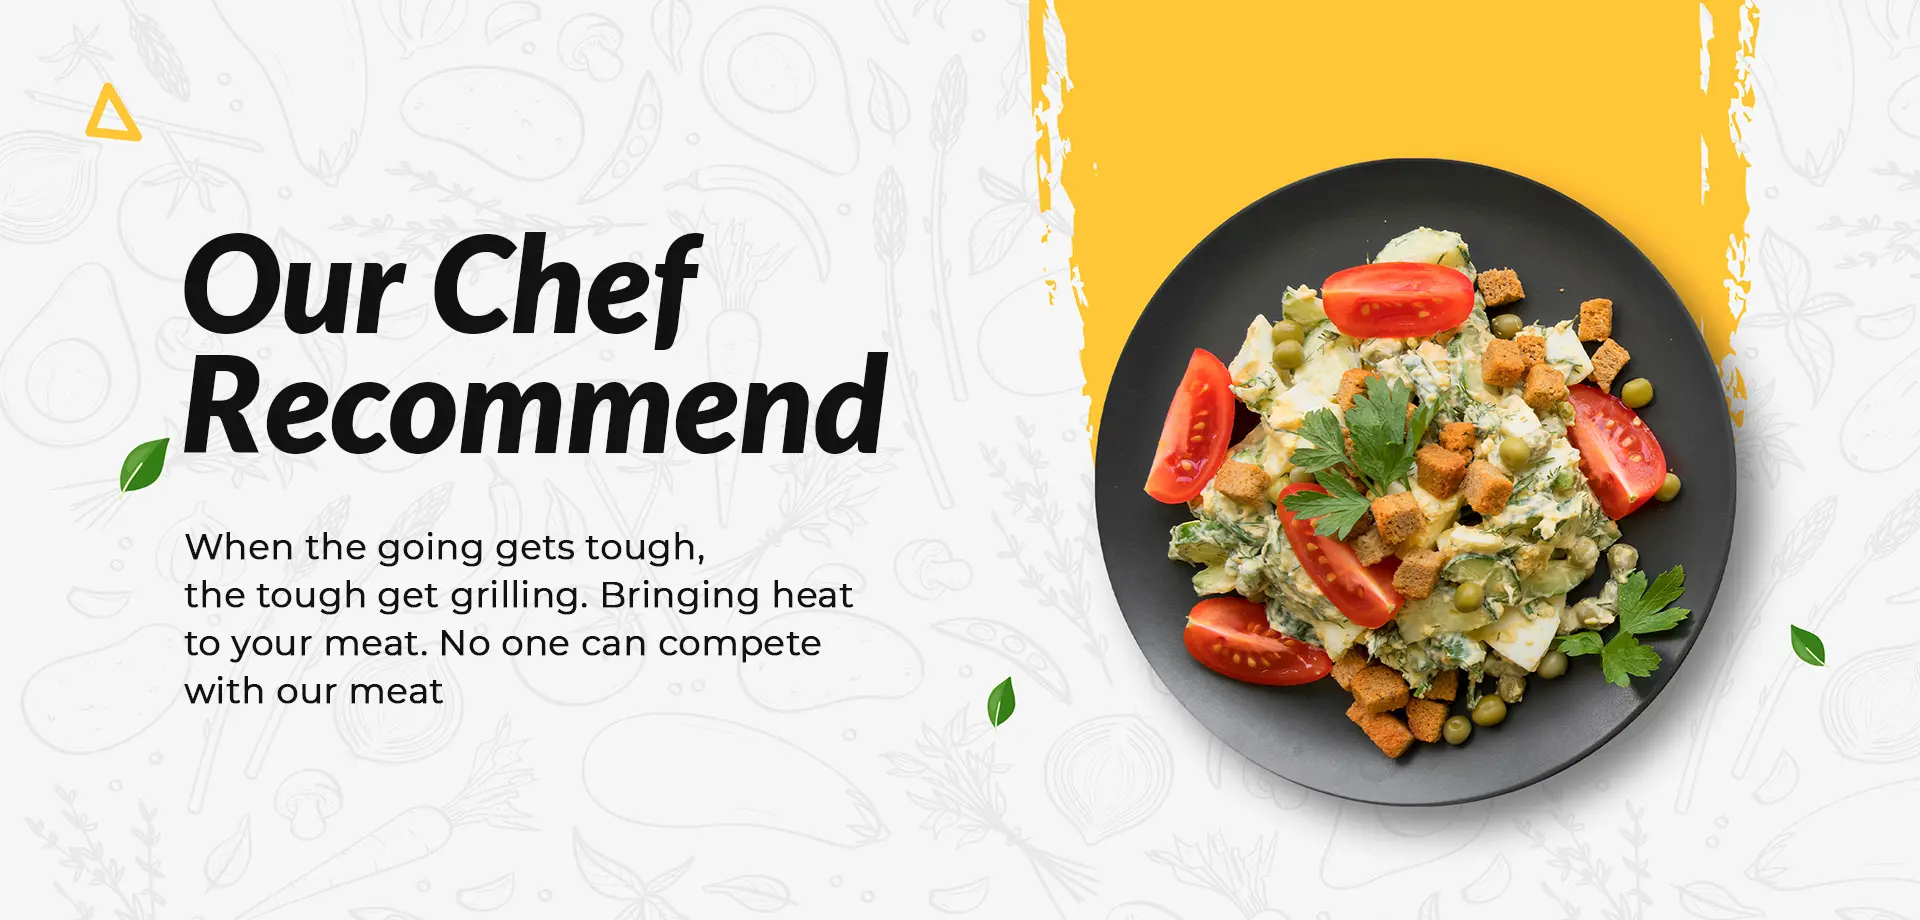 Our Chef
Recommend
When the going gets tough,
the tough get grilling. Bringing heat
to your meat. No one can compete
with our meat